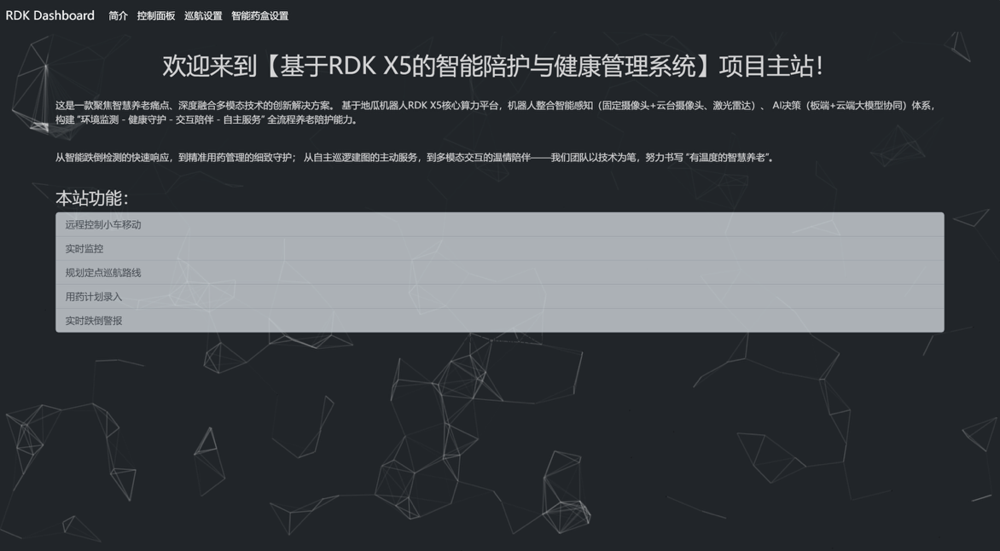 RDK Dashboard 简介 控制面板 巡航设置 智能药盒设置
欢迎来到【基于RDK X5的智能陪护与健康管理系统】项目主站！
这是一款聚焦智慧养老痛点、深度融合多模态技术的创新解决方案。 基于地瓜机器人RDK X5核心算力平台，机器人整合智能感知（固定摄像头+云台摄像头、激光雷达）、 AI决策（板端+云端大模型协同）体系，
构建 “环境监测 - 健康守护 - 交互陪伴 - 自主服务” 全流程养老陪护能力。
从智能跌倒检测的快速响应，到精准用药管理的细致守护； 从自主巡逻建图的主动服务，到多模态交互的温情陪伴——我们团队以技术为笔，努力书写 “有温度的智慧养老”。
本站功能：
远程控制小车移动
实时监控
规划定点巡航路线
用药计划录入
实时跌倒警报